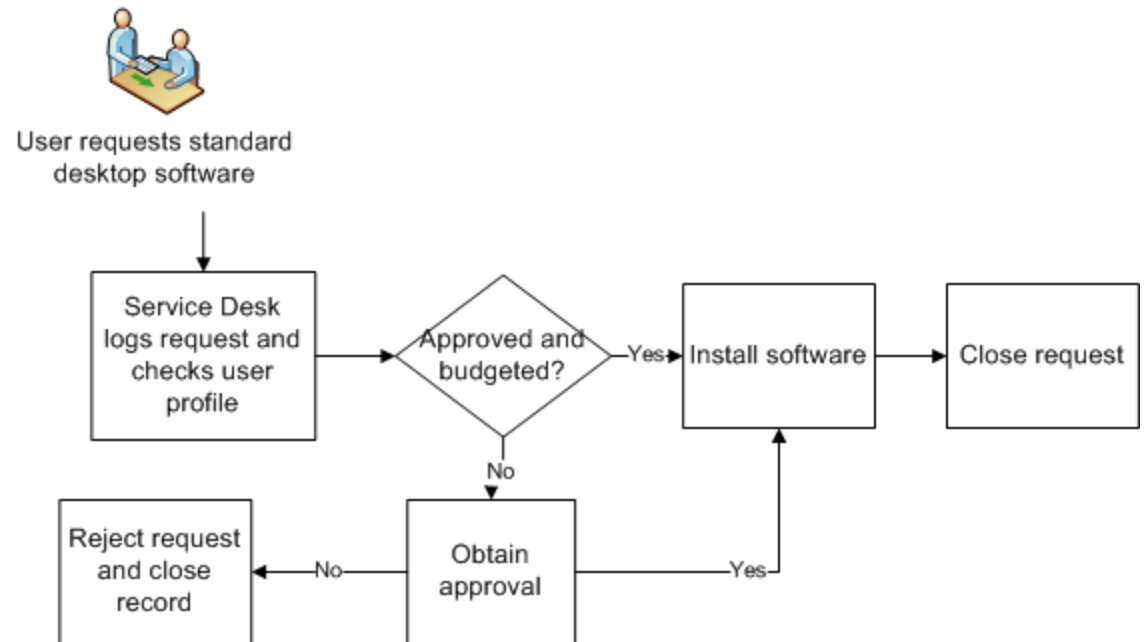 User requests standard
desktop software
Service Desk
logs request and
checks user
profile
Approved and
budgeted?
Yes
Install software
Close request
No
Reject request
and close
record
No
Obtain
approval
Yes